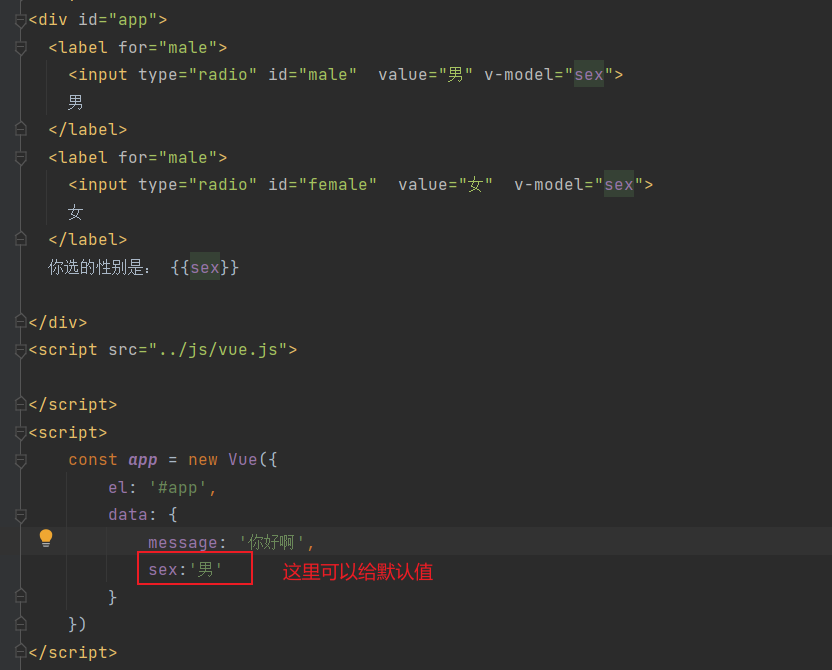 <div id="app">
<label for="male">
<input type="radio" id="male"  value="男" v-model="sex">
男
</label>
<label for="male">
<input type="radio" id="female"  value="女"  v-model="sex">
女
</label>
你选的性别是： {{sex}}
</div>
<script src="../js/vue.js">
</script>
<script>
const app = new Vue({
el: '#app',
data: {
message: '你好啊',
sex:'男' 这里可以给默认值
}
})
</script>